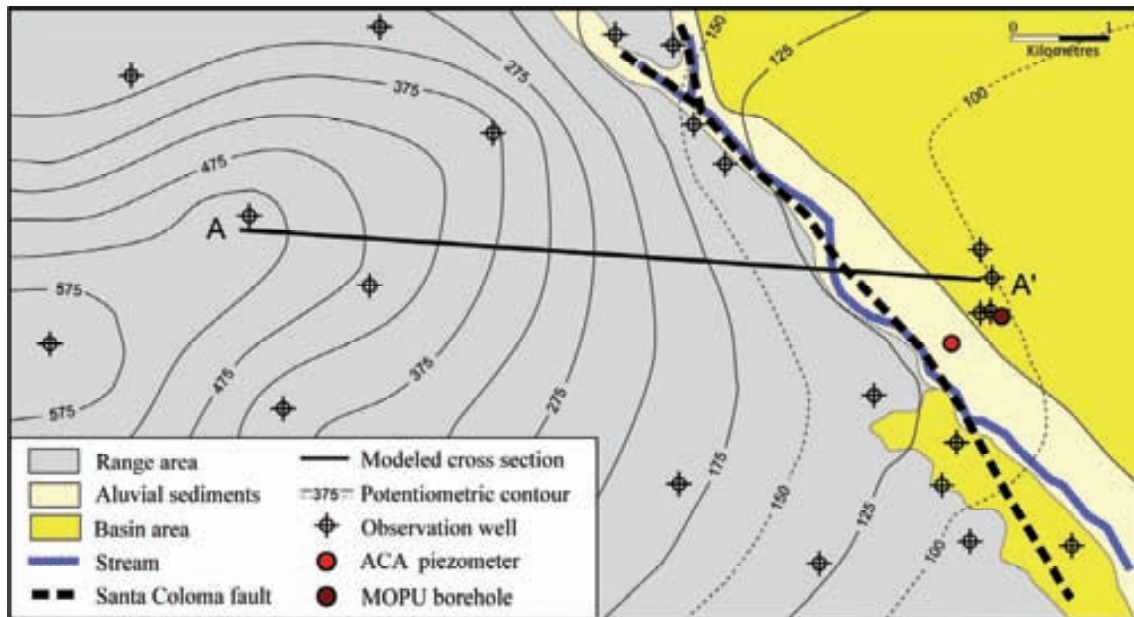 0 1
Kilometres
150
125
100
275
375
475
A
A'
575
575
475
375
275
175
150
125
100
Range area
Aluvial sediments
Basin area
Stream
Santa Coloma fault
Modeled cross section
375 Potentiometric contour
Observation well
ACA piezometer
MOPU borehole